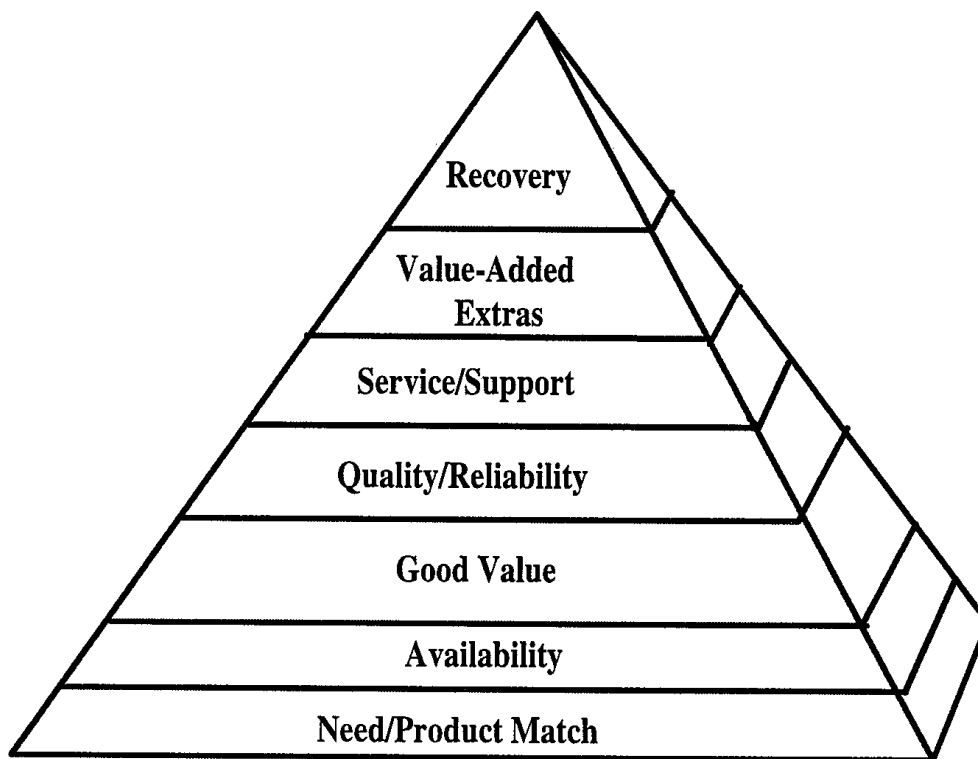 Recovery
Value-Added
Extras
Service/Support
Quality/Reliability
Good Value
Availability
Need/Product Match